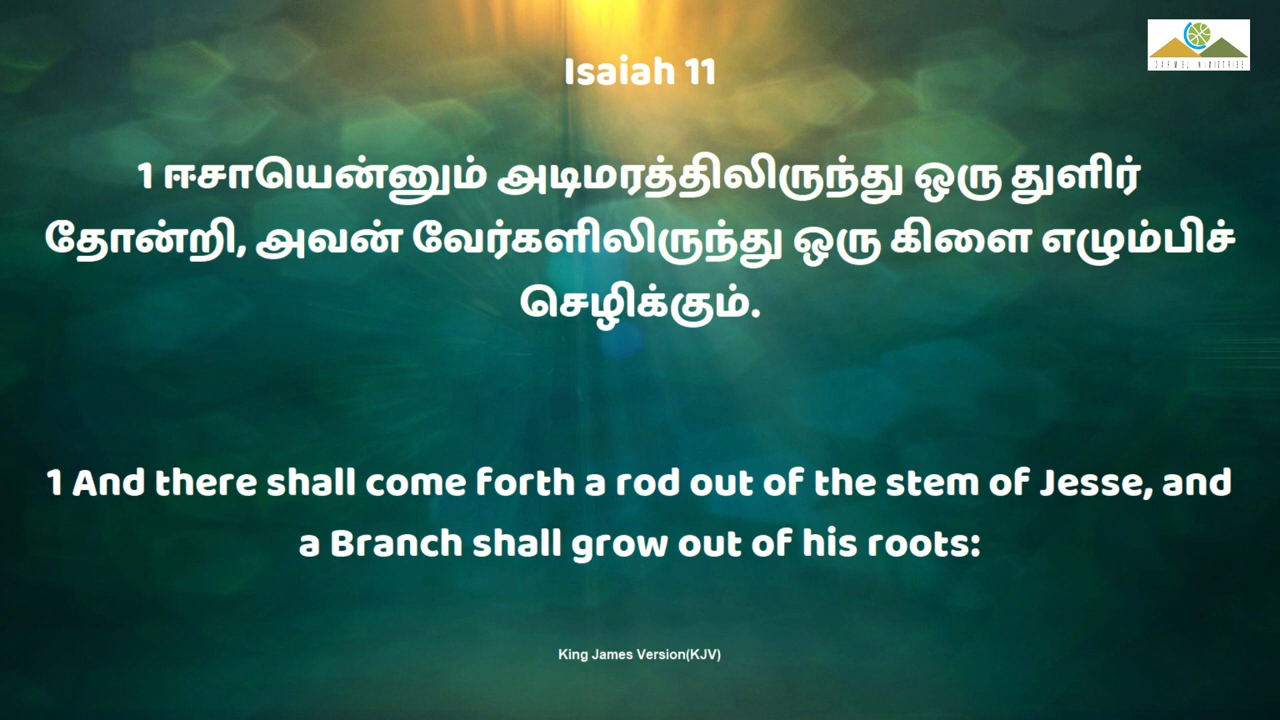 Isaiah 11
1 ஈசாயென்னும் அடிமரத்திலிருந்து ஒரு துளிர்
தோன்றி, அவன் வேர்களிலிருந்து ஒரு கிளை எழும்பிச்
செழிக்கும்.
1 And there shall come forth a rod out of the stem of Jesse, and
a Branch shall grow out of his roots:
King James Version(KJV)